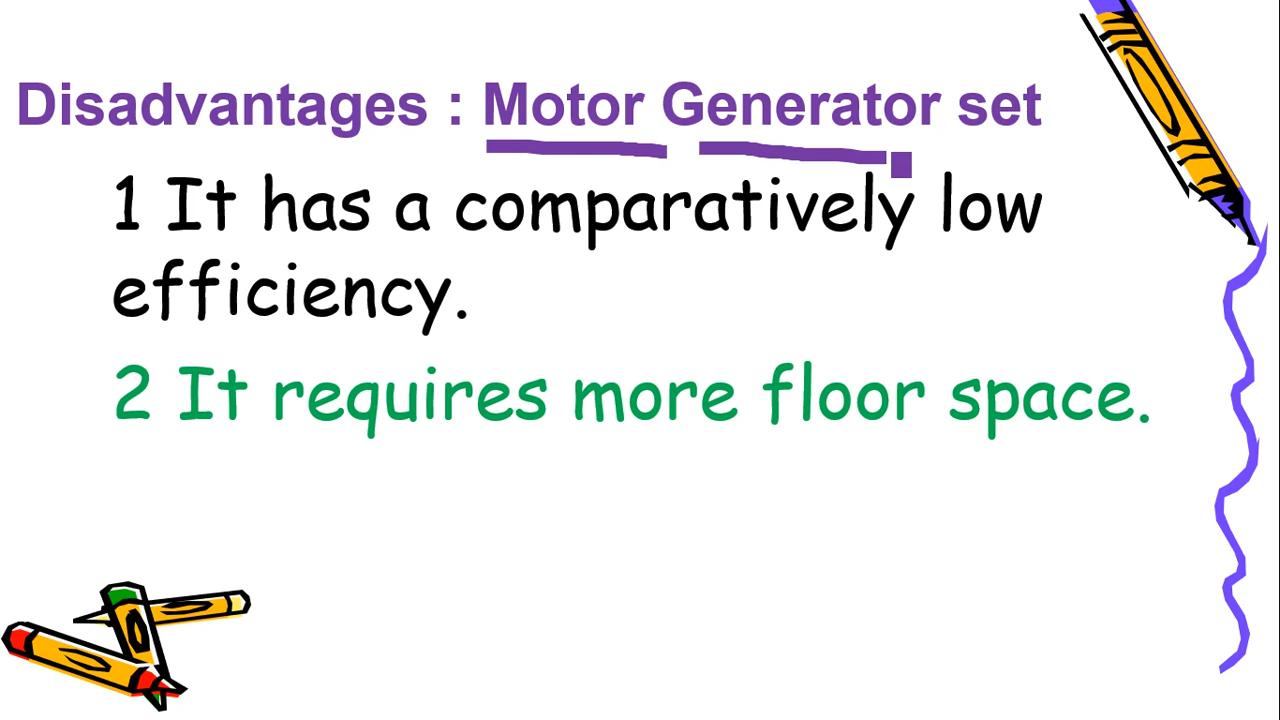 Disadvantages : Motor Generator set
1 It has a comparatively low
efficiency.
2 It requires more floor space.